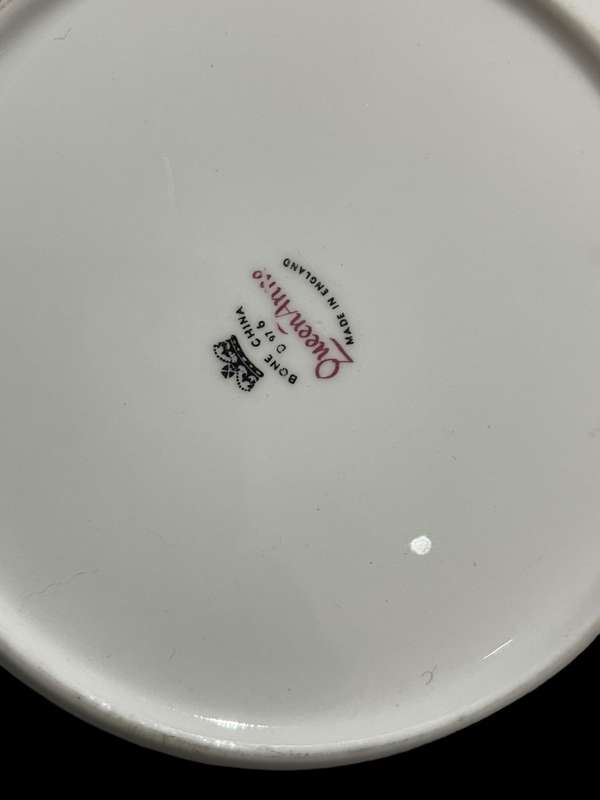 MADE IN ENGLAND
Queen Anne
D 976
BONE CHINA